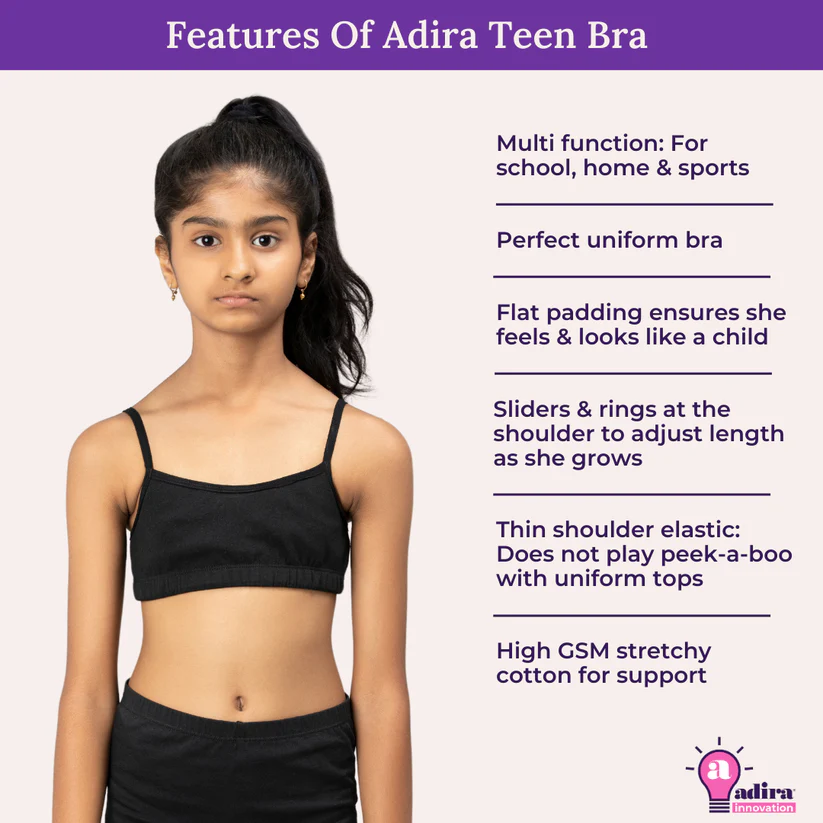 Features Of Adira Teen Bra
Multi function: For
school, home & sports
Perfect uniform bra
Flat padding ensures she
feels & looks like a child
Sliders & rings at the
shoulder to adjust length
as she grows
Thin shoulder elastic:
Does not play peek-a-boo
with uniform tops
High GSM stretchy
cotton for support
a
adira
innovation